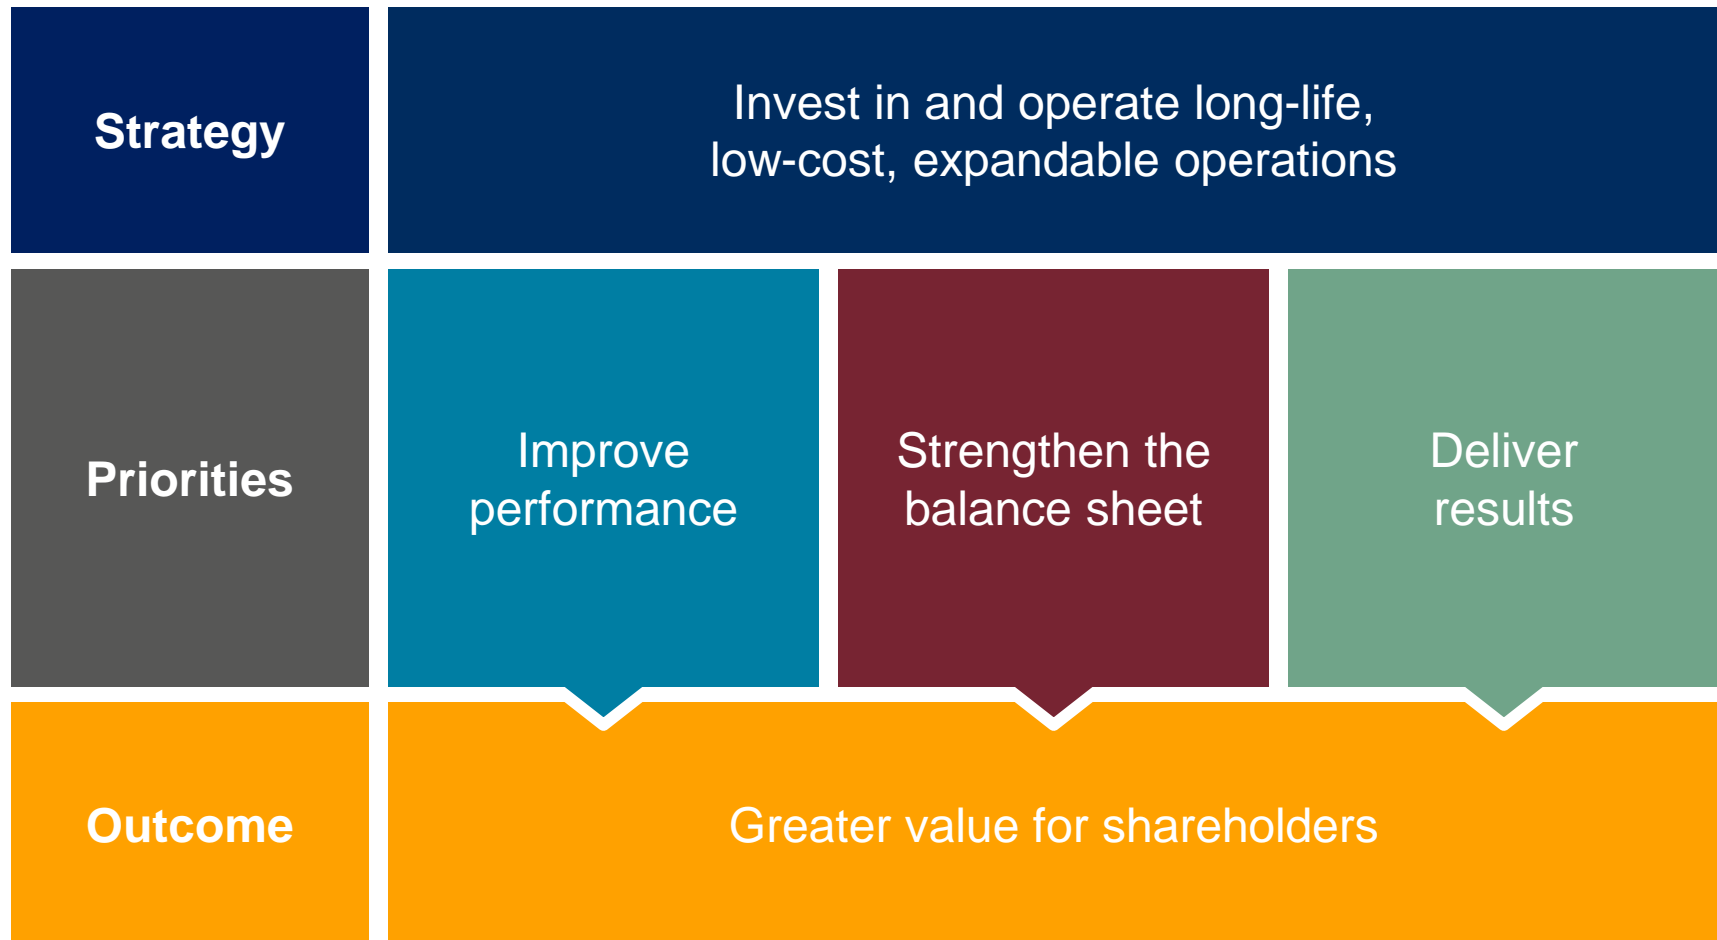 Strategy
Invest in and operate long-life,
low-cost, expandable operations
Priorities
Improve
performance
Strengthen the
balance sheet
Deliver
results
Outcome
Greater value for shareholders